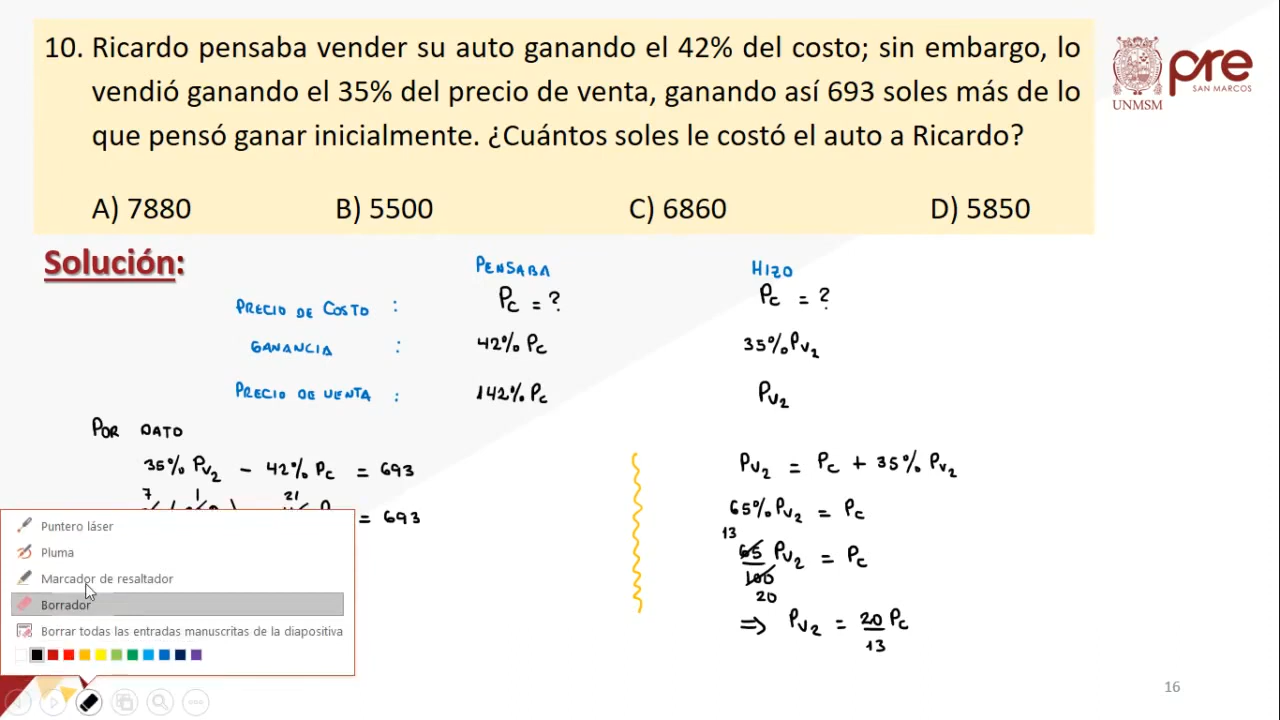 10. Ricardo pensaba vender su auto ganando el 42% del costo; sin embargo, lo
vendió ganando el 35% del precio de venta, ganando así 693 soles más de lo
que pensó ganar inicialmente. ¿Cuántos soles le costó el auto a Ricardo?
A) 7880 B) 5500 C) 6860 D) 5850
UNMSM
pre
SAN MARCOS
Solución:
PENSABA HIZO
PRECIO DE COSTO : Pc = ? Pc = ?
GANANCIA : 42% Pc 35% Pv2
PRECIO DE VENTA : 142% Pc Pv2
POR DATO
35% Pv2 - 42% Pc = 693
7 1 21
= 693
Pv2 = Pc + 35% Pv2
65% Pv2 = Pc
13
65/100 Pv2 = Pc
20
⇒ Pv2 = 20/13 Pc
Puntero láser
Pluma
Marcador de resaltador
Borrador
Borrar todas las entradas manuscritas de la diapositiva
16